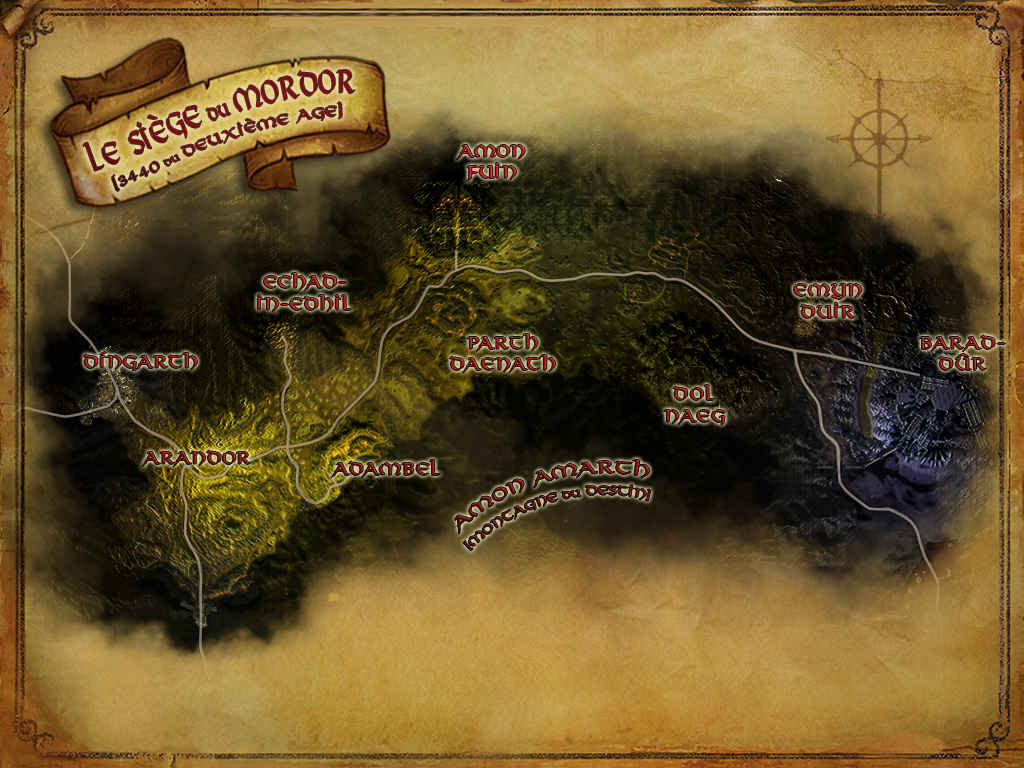 Le Siège du Mordor
(3440 du Deuxième Age)
Amon
Fuin
Echad-
in-Edhil
Emyn
Duir
Dingarth
Parth
Daenath
Barad-
Dûr
Dol
Naeg
Arandor
Adambel
Amon Amarth
(Montagne du Destin)